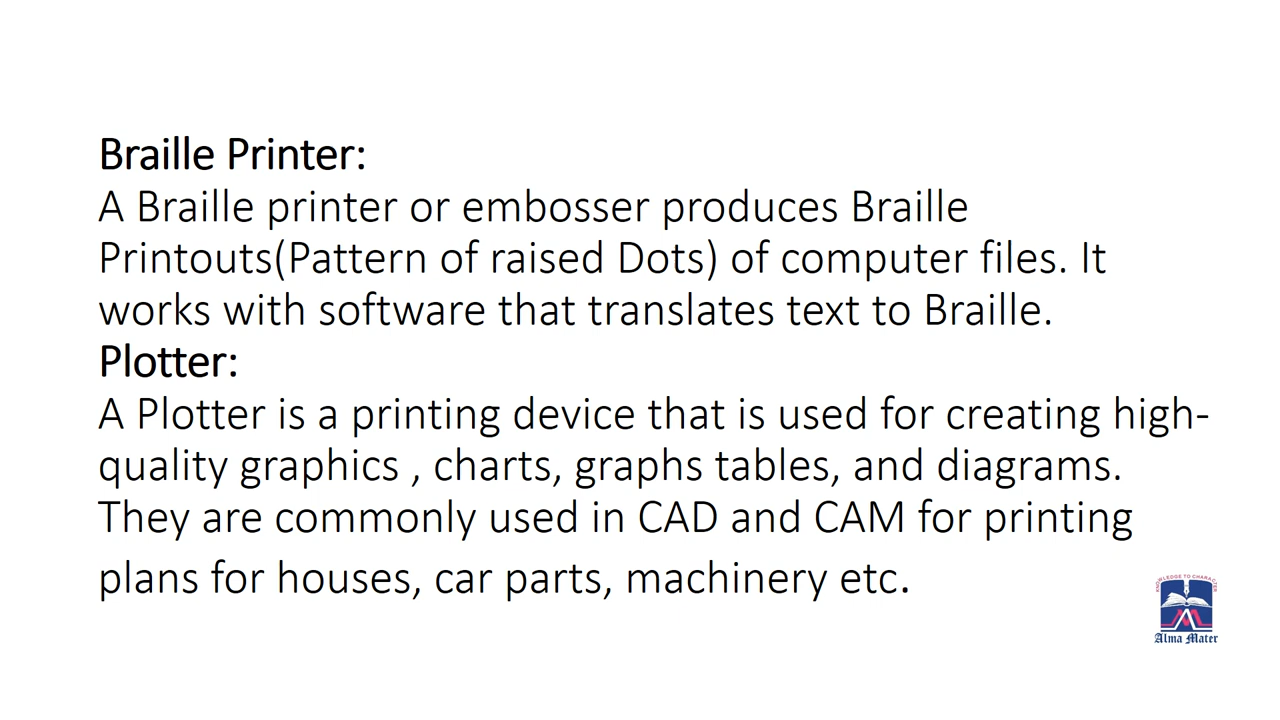 Braille Printer:
A Braille printer or embosser produces Braille
Printouts(Pattern of raised Dots) of computer files. It
works with software that translates text to Braille.
Plotter:
A Plotter is a printing device that is used for creating high-
quality graphics , charts, graphs tables, and diagrams.
They are commonly used in CAD and CAM for printing
plans for houses, car parts, machinery etc.
KNOWLEDGE TO CHARACTER
Alma Mater